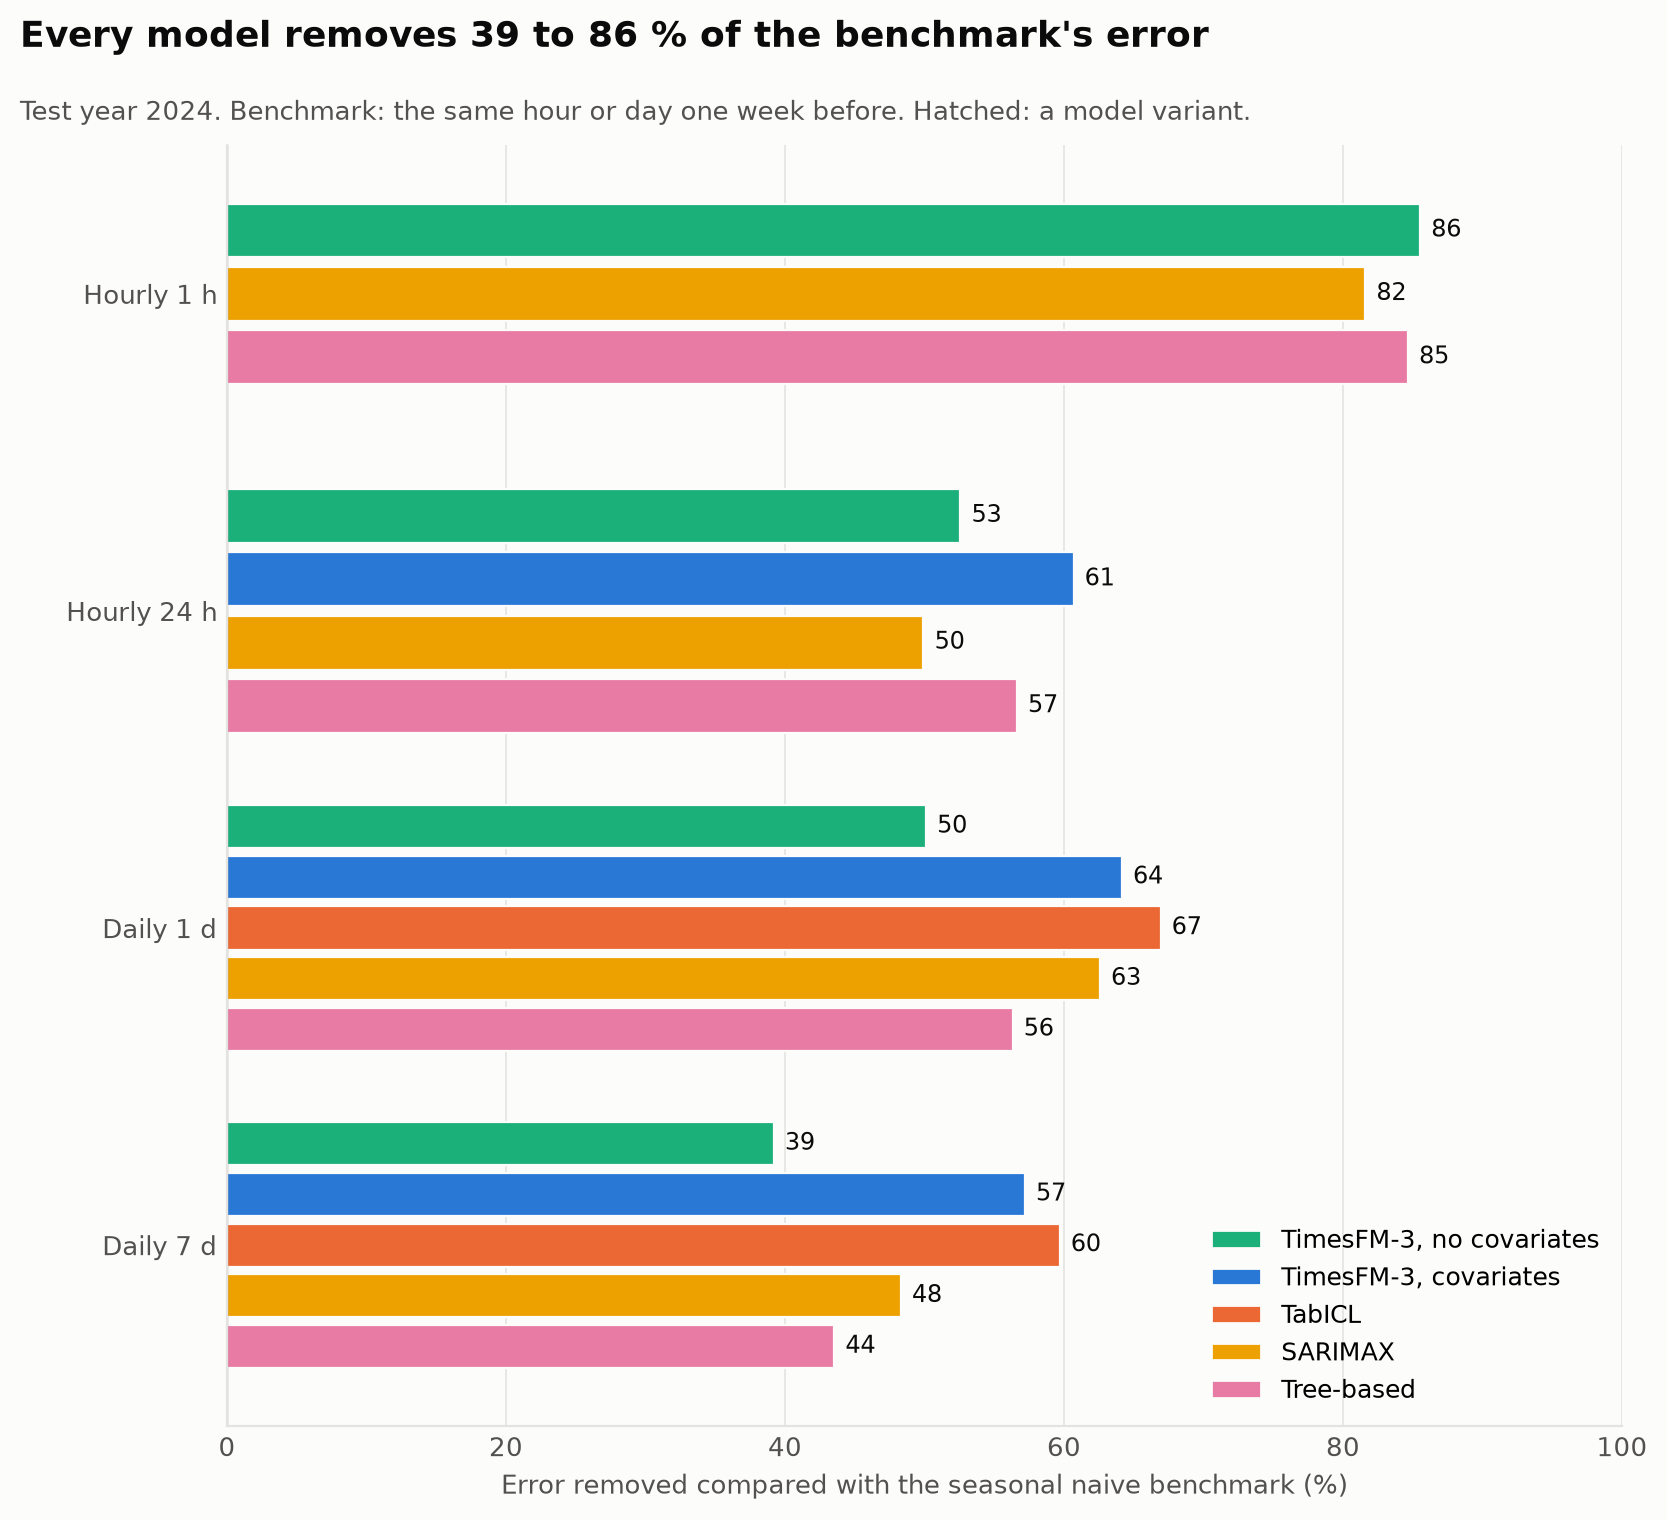 Every model removes 39 to 86 % of the benchmark's error
Test year 2024. Benchmark: the same hour or day one week before. Hatched: a model variant.
Hourly 1 h
86
82
85
Hourly 24 h
53
61
50
57
Daily 1 d
50
64
67
63
56
Daily 7 d
39
57
60
48
44
TimesFM-3, no covariates
TimesFM-3, covariates
TabICL
SARIMAX
Tree-based
0 20 40 60 80 100
Error removed compared with the seasonal naive benchmark (%)